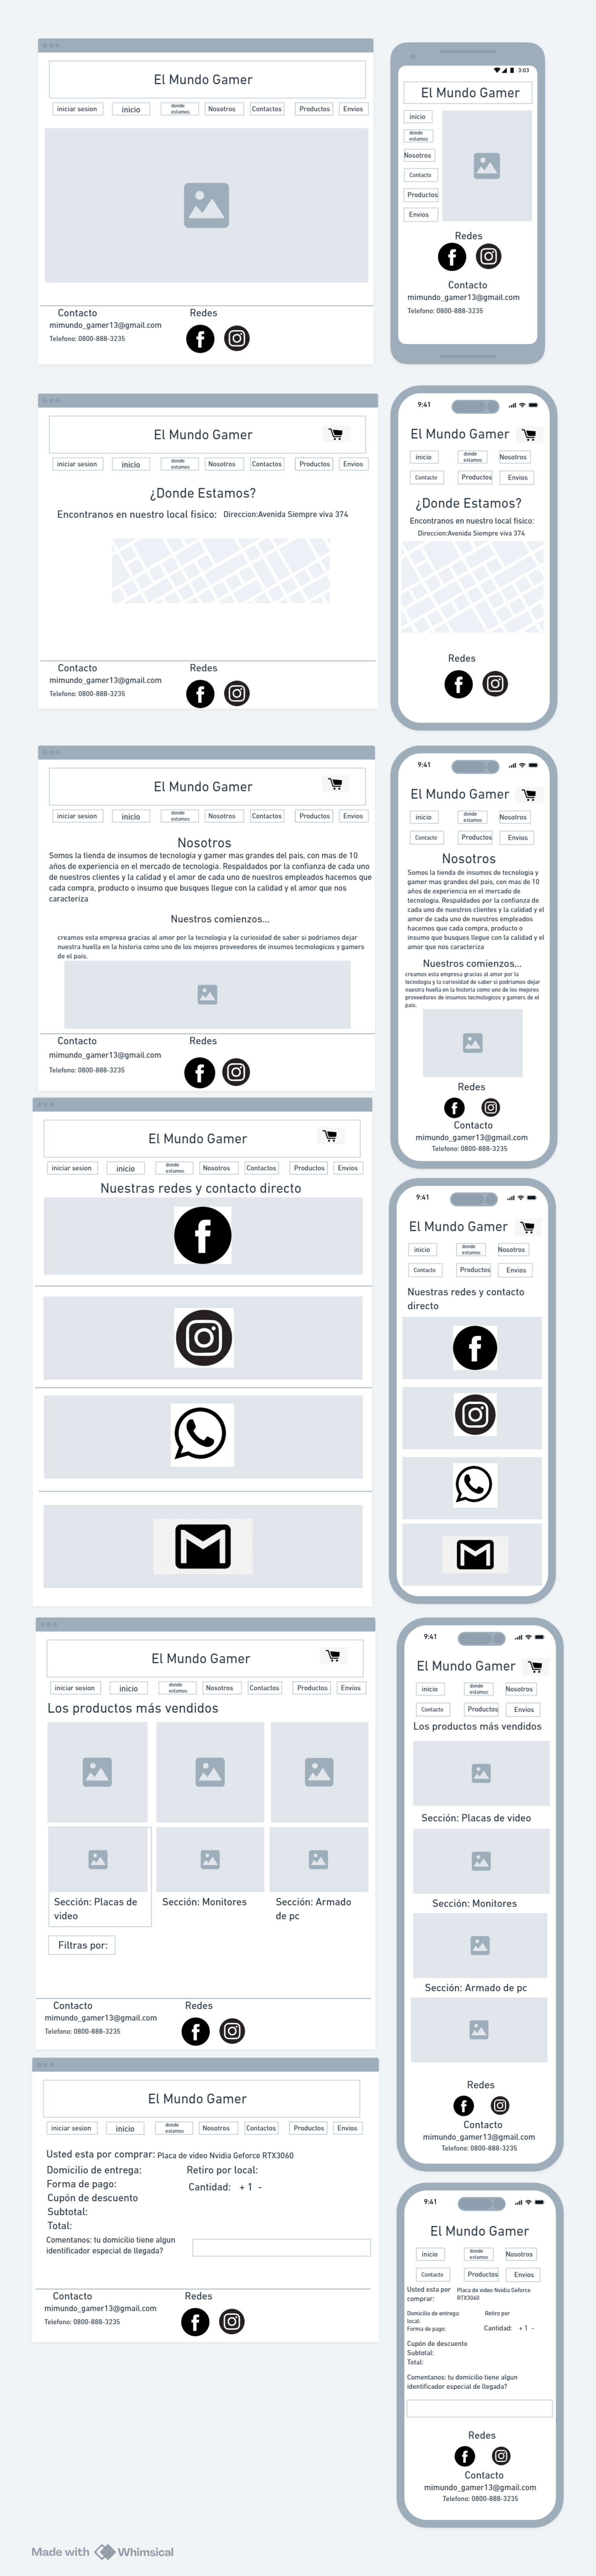 El Mundo Gamer
iniciar sesion
inicio
donde
estamos
Nosotros
Contactos
Productos
Envios
Contacto
mimundo_gamer13@gmail.com
Telefono: 0800-888-3235
Redes
3:03
El Mundo Gamer
inicio
donde
estamos
Nosotros
Contacto
Productos
Envios
Redes
Contacto
mimundo_gamer13@gmail.com
Telefono: 0800-888-3235
El Mundo Gamer
iniciar sesion
inicio
donde
estamos
Nosotros
Contactos
Productos
Envios
¿Donde Estamos?
Encontranos en nuestro local fisico: Direccion:Avenida Siempre viva 374
Contacto
mimundo_gamer13@gmail.com
Telefono: 0800-888-3235
Redes
9:41
El Mundo Gamer
inicio
donde
estamos
Nosotros
Contacto
Productos
Envios
¿Donde Estamos?
Encontranos en nuestro local fisico:
Direccion:Avenida Siempre viva 374
Redes
El Mundo Gamer
iniciar sesion
inicio
donde
estamos
Nosotros
Contactos
Productos
Envios
Nosotros
Somos la tienda de insumos de tecnologia y gamer mas grandes del pais, con mas de 10
años de experiencia en el mercado de tecnologia. Respaldados por la confianza de cada uno
de nuestros clientes y la calidad y el amor de cada uno de nuestros empleados hacemos que
cada compra, producto o insumo que busques llegue con la calidad y el amor que nos
caracteriza
Nuestros comienzos...
creamos esta empresa gracias al amor por la tecnologia y la curiosidad de saber si podriamos dejar
nuestra huella en la historia como uno de los mejores proveedores de insumos tecmologicos y gamers
de el pais.
Contacto
mimundo_gamer13@gmail.com
Telefono: 0800-888-3235
Redes
9:41
El Mundo Gamer
inicio
donde
estamos
Nosotros
Contacto
Productos
Envios
Nosotros
Somos la tienda de insumos de tecnologia y
gamer mas grandes del pais, con mas de 10
años de experiencia en el mercado de
tecnologia. Respaldados por la confianza de
cada uno de nuestros clientes y la calidad y el
amor de cada uno de nuestros empleados
hacemos que cada compra, producto o
insumo que busques llegue con la calidad y el
amor que nos caracteriza
Nuestros comienzos...
creamos esta empresa gracias al amor por la
tecnologia y la curiosidad de saber si podriamos dejar
nuestra huella en la historia como uno de los mejores
proveedores de insumos tecmologicos y gamers de el
pais.
Redes
Contacto
mimundo_gamer13@gmail.com
Telefono: 0800-888-3235
El Mundo Gamer
iniciar sesion
inicio
donde
estamos
Nosotros
Contactos
Productos
Envios
Nuestras redes y contacto directo
9:41
El Mundo Gamer
inicio
donde
estamos
Nosotros
Contacto
Productos
Envios
Nuestras redes y contacto
directo
El Mundo Gamer
iniciar sesion
inicio
donde
estamos
Nosotros
Contactos
Productos
Envios
Los productos más vendidos
Sección: Placas de
video
Sección: Monitores
Sección: Armado
de pc
Filtras por:
Contacto
mimundo_gamer13@gmail.com
Telefono: 0800-888-3235
Redes
9:41
El Mundo Gamer
inicio
donde
estamos
Nosotros
Contacto
Productos
Envios
Los productos más vendidos
Sección: Placas de video
Sección: Monitores
Sección: Armado de pc
Redes
Contacto
mimundo_gamer13@gmail.com
Telefono: 0800-888-3235
El Mundo Gamer
iniciar sesion
inicio
donde
estamos
Nosotros
Contactos
Productos
Envios
Usted esta por comprar: Placa de video Nvidia Geforce RTX3060
Domicilio de entrega:
Retiro por local:
Forma de pago:
Cantidad: + 1 -
Cupón de descuento
Subtotal:
Total:
Comentanos: tu domicilio tiene algun
identificador especial de llegada?
Contacto
mimundo_gamer13@gmail.com
Telefono: 0800-888-3235
Redes
9:41
El Mundo Gamer
inicio
donde
estamos
Nosotros
Contacto
Productos
Envios
Usted esta por
comprar:
Placa de video Nvidia Geforce
RTX3060
Domicilio de entrega:
Retiro por
local:
Forma de pago:
Cantidad: + 1 -
Cupón de descuento
Subtotal:
Total:
Comentanos: tu domicilio tiene algun
identificador especial de llegada?
Redes
Contacto
mimundo_gamer13@gmail.com
Telefono: 0800-888-3235
Made with Whimsical